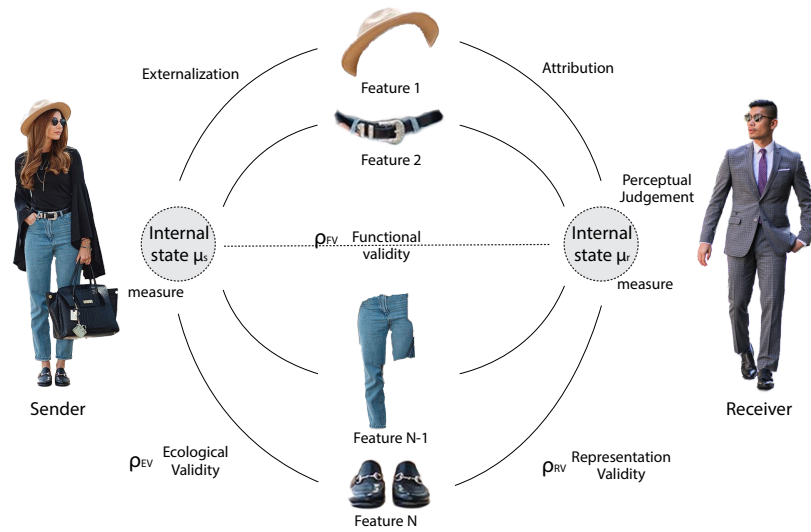 Externalization
Feature 1
Attribution
Feature 2
Perceptual
Judgement
Internal
state μs
ρFV Functional
validity
Internal
state μr
measure
measure
Sender
Receiver
Feature N-1
ρEV Ecological
Validity
ρRV Representation
Validity
Feature N